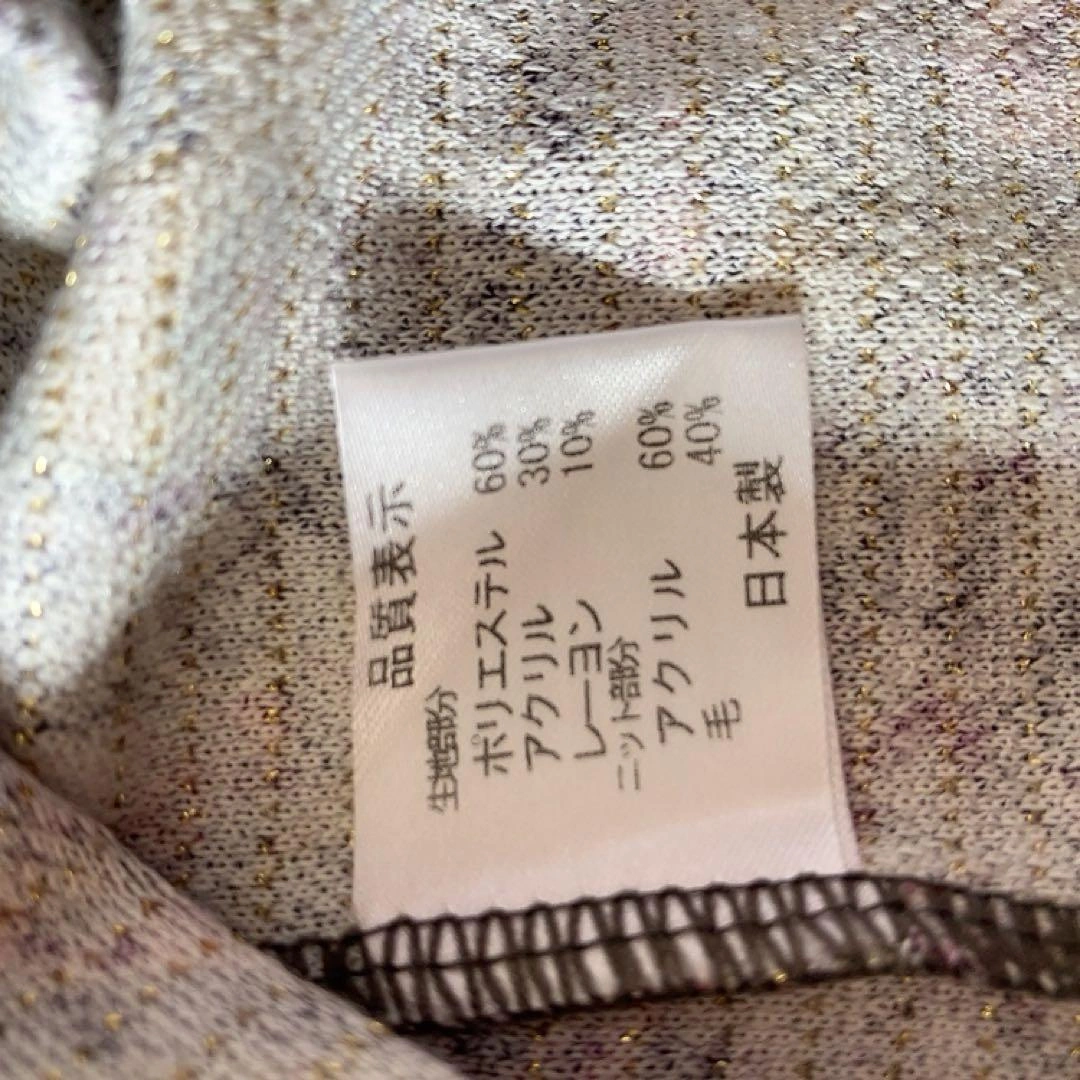 品質表示
生地部分
ポリエステル 60%
アクリル 30%
レーヨン 10%
ニット部分
アクリル 60%
毛 40%
日本製